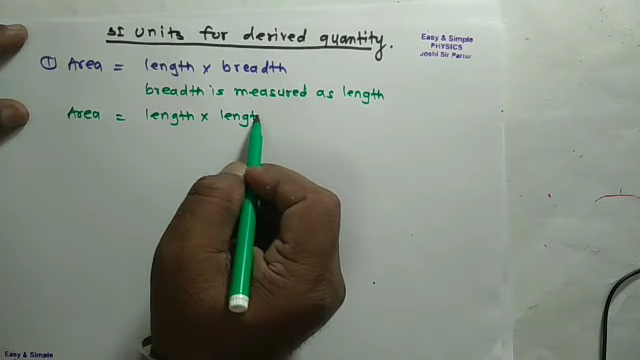 SI Units for derived quantity.
Easy & Simple
PHYSICS
Joshi Sir Partur
① Area = length × breadth
breadth is measured as length
Area = length × lengt
Easy & Simple